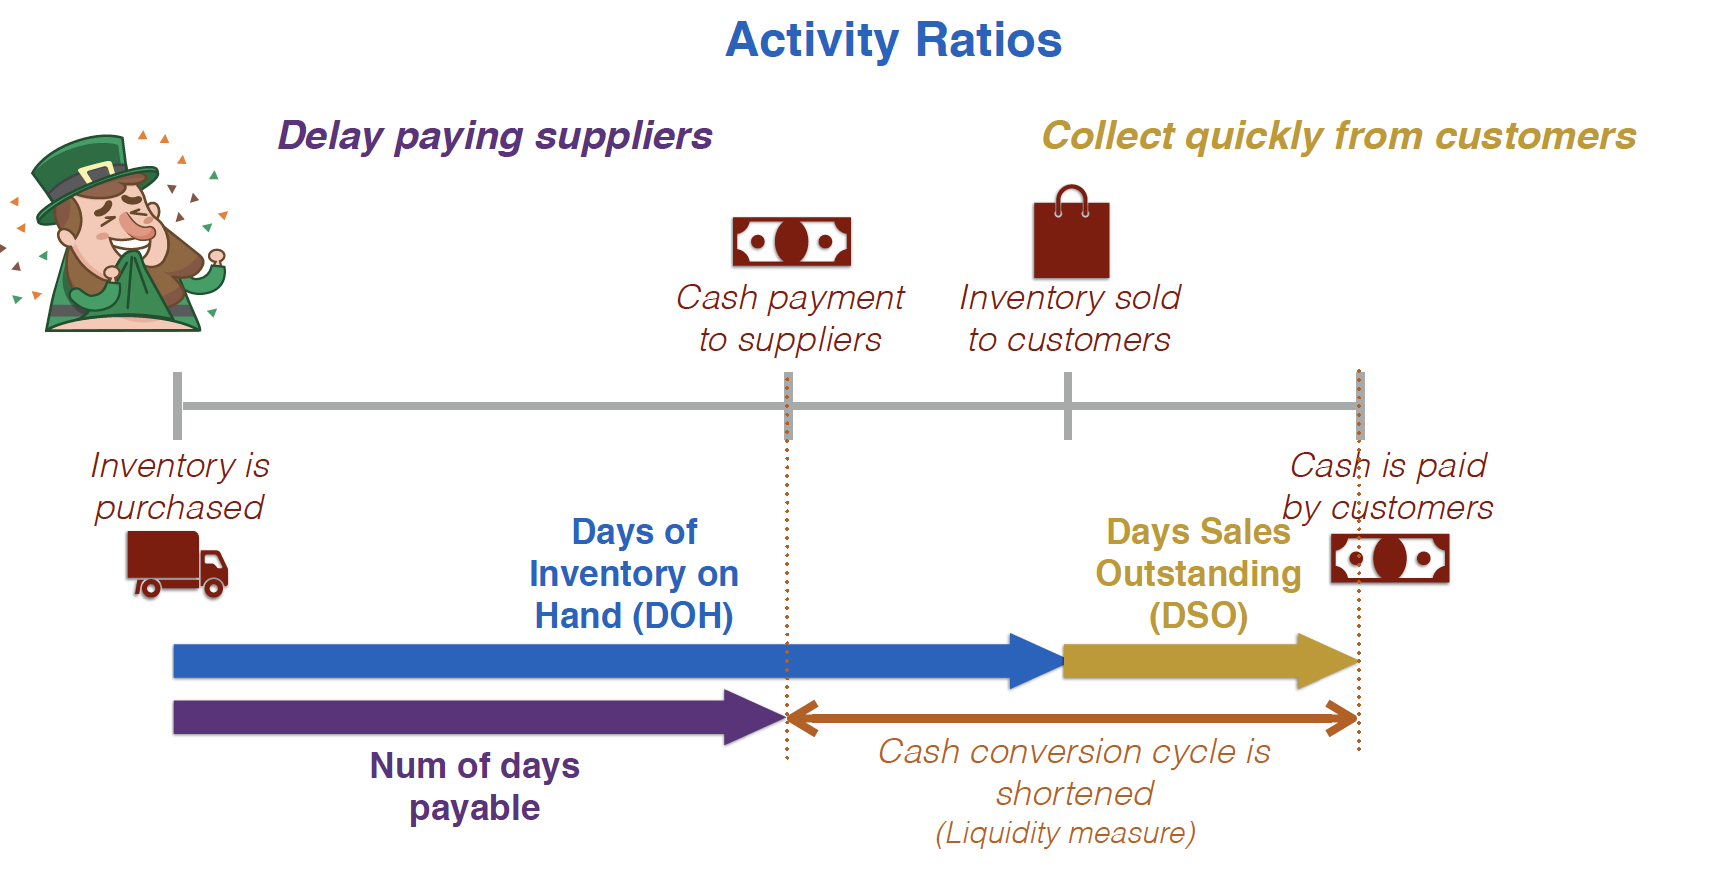 Activity Ratios
Delay paying suppliers
Collect quickly from customers
Cash payment
to suppliers
Inventory sold
to customers
Inventory is
purchased
Cash is paid
by customers
Days of
Inventory on
Hand (DOH)
Days Sales
Outstanding
(DSO)
Num of days
payable
Cash conversion cycle is
shortened
(Liquidity measure)